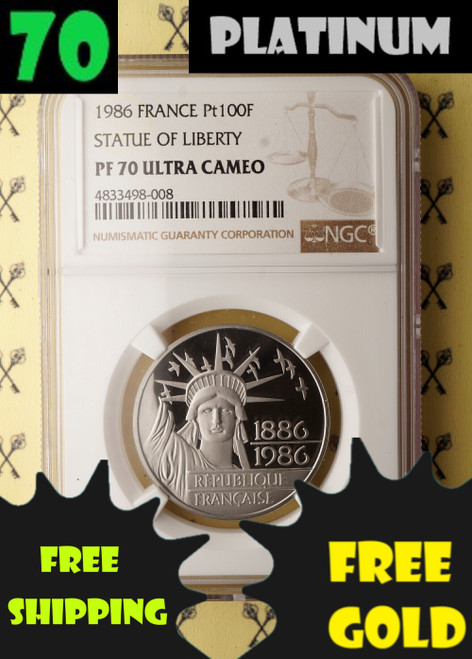 70
PLATINUM
1986 FRANCE Pt100F
STATUE OF LIBERTY
PF 70 ULTRA CAMEO
4833498-008
NUMISMATIC GUARANTY CORPORATION
NGC®
1886
1986
REPUBLIQUE
FRANÇAISE
FREE
SHIPPING
FREE
GOLD